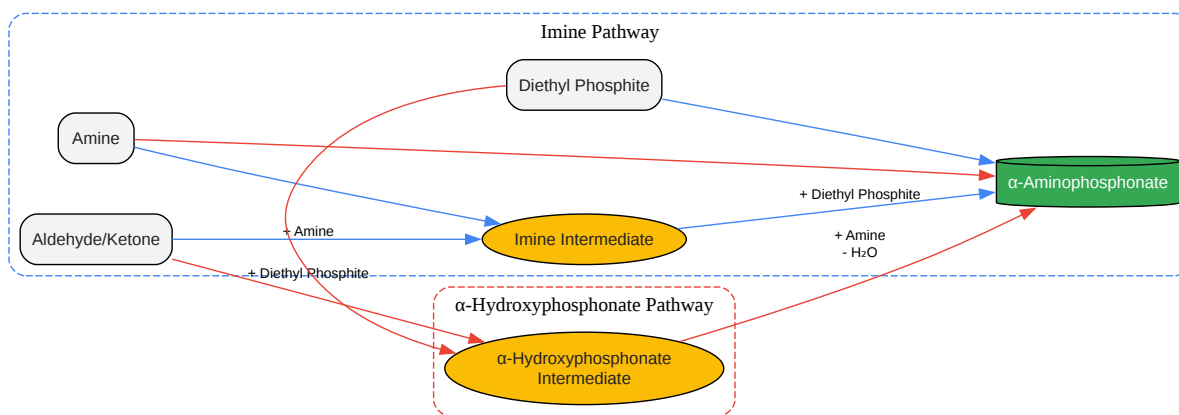 Imine Pathway
Diethyl Phosphite
Amine
α-Aminophosphonate
+ Diethyl Phosphite
Aldehyde/Ketone
+ Amine
Imine Intermediate
+ Amine
- H₂O
+ Diethyl Phosphite
α-Hydroxyphosphonate Pathway
α-Hydroxyphosphonate
Intermediate